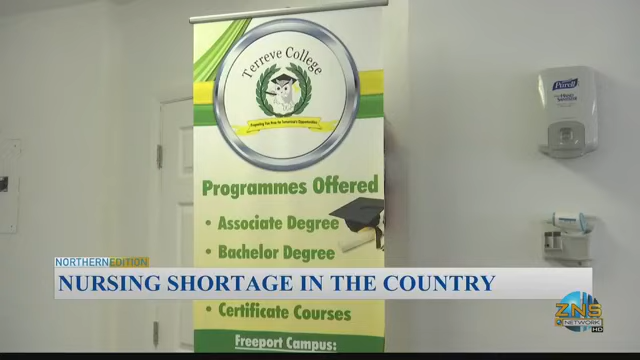 Terreve College
Programmes Offered
• Associate Degree
• Bachelor Degree
• Certificate Courses
Freeport Campus:
Purell
NORTHERN EDITION
NURSING SHORTAGE IN THE COUNTRY
ZNS
NETWORK
HD